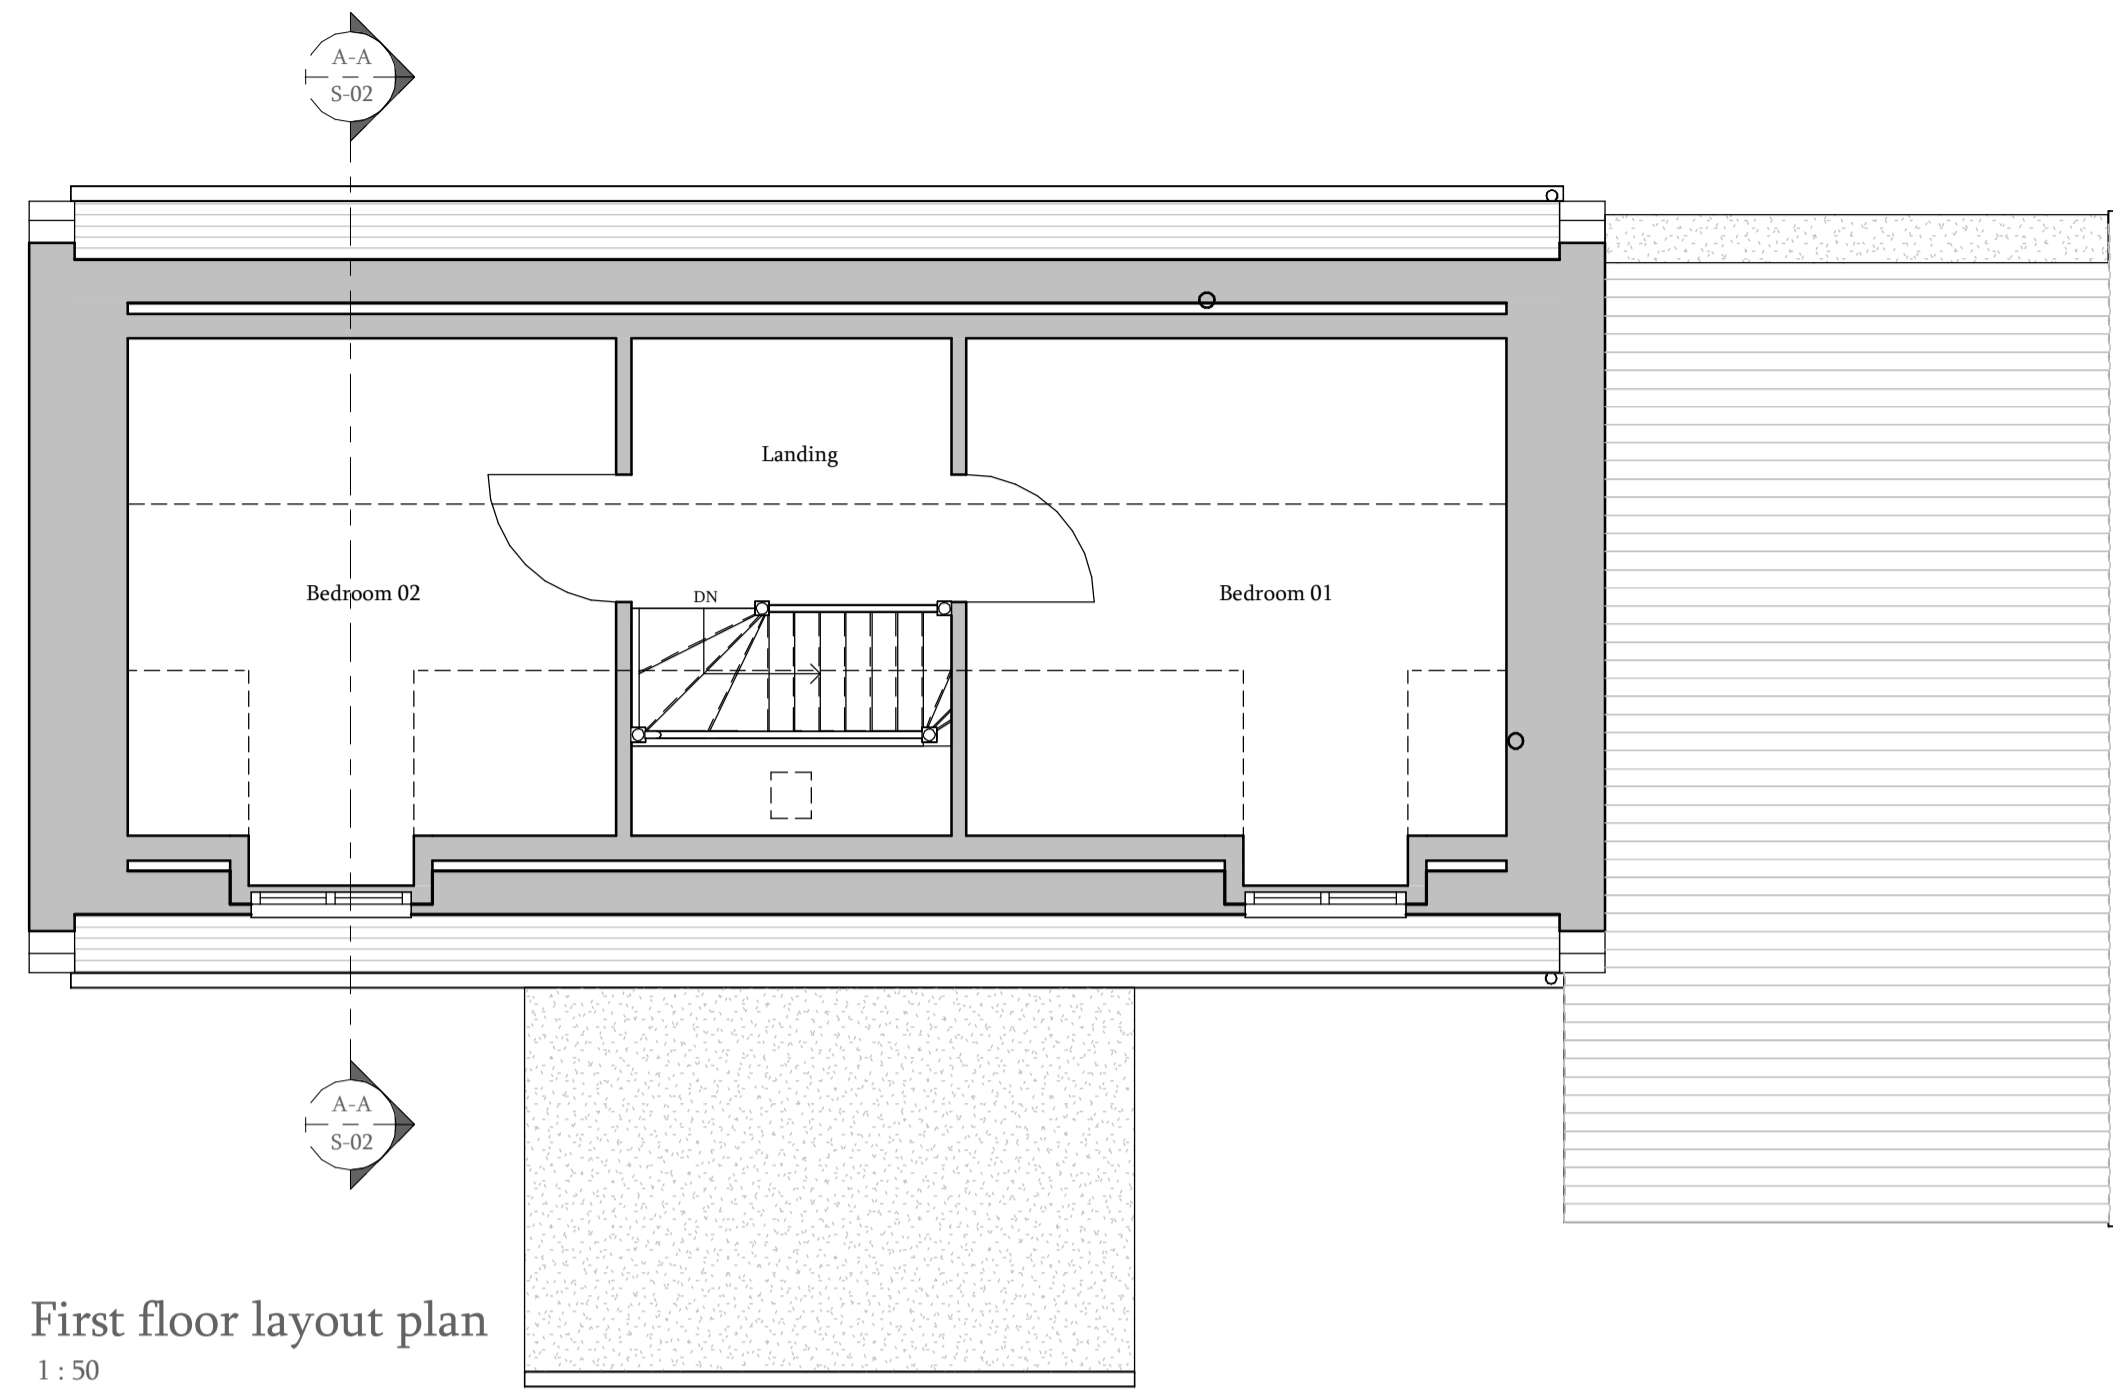 A-A
S-02
Landing
Bedroom 02
DN
Bedroom 01
A-A
S-02
First floor layout plan
1 : 50